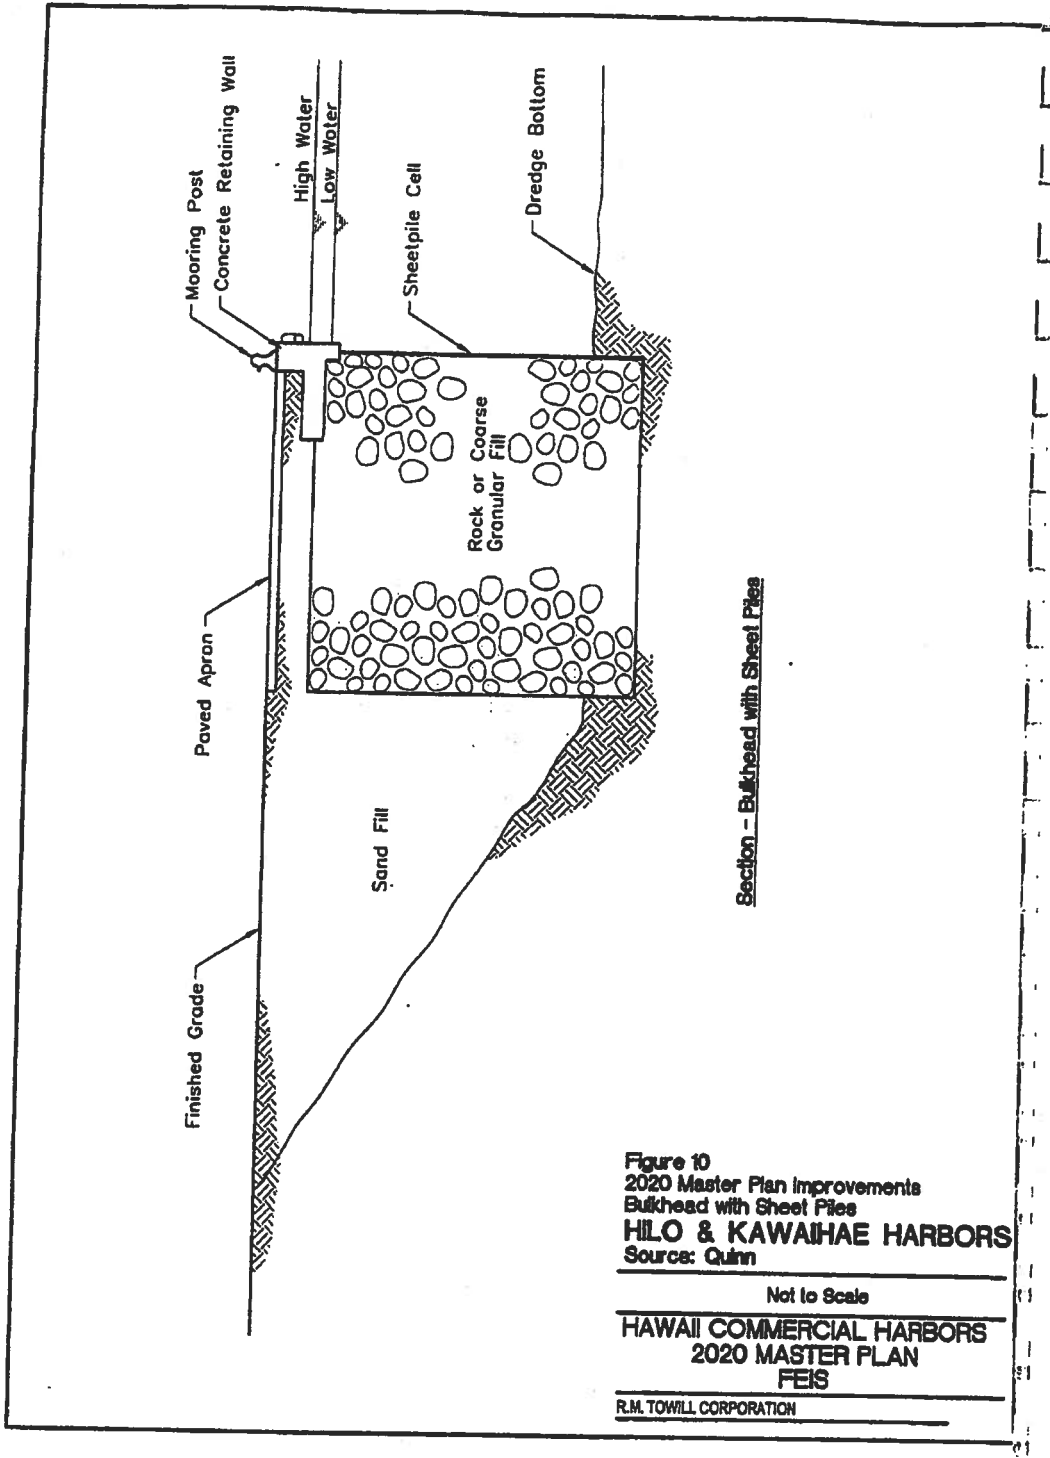 Mooring Post
Concrete Retaining Wall
High Water
Low Woter
Sheetpile Cell
Dredge Bottom
Paved Apron
Rock or Coarse
Granular Fill
Finished Grade
Sand Fill
Section - Bulkhead with Sheet Piles
Figure 10
2020 Master Plan Improvements
Bulkhead with Sheet Piles
HILO & KAWAIHAE HARBORS
Source: Quinn
Not to Scale
HAWAII COMMERCIAL HARBORS
2020 MASTER PLAN
FEIS
R.M. TOWILL CORPORATION